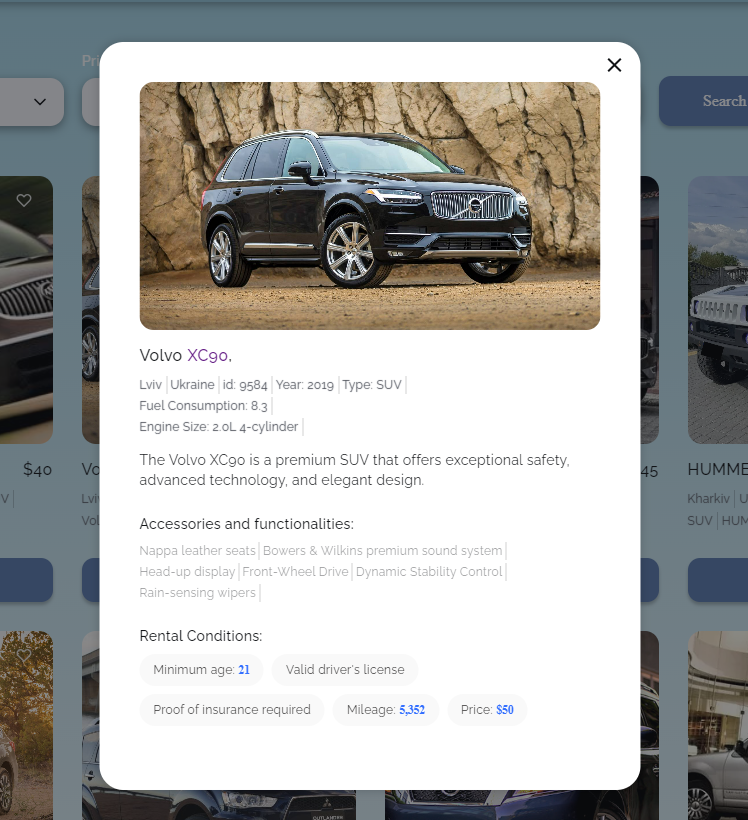 Search
Volvo XC90,
Lviv Ukraine id: 9584 Year: 2019 Type: SUV
Fuel Consumption: 8.3
Engine Size: 2.0L 4-cylinder
The Volvo XC90 is a premium SUV that offers exceptional safety,
advanced technology, and elegant design.
Accessories and functionalities:
Nappa leather seats Bowers & Wilkins premium sound system
Head-up display Front-Wheel Drive Dynamic Stability Control
Rain-sensing wipers
Rental Conditions:
Minimum age: 21 Valid driver's license
Proof of insurance required Mileage: 5,352 Price: $50
$40
45
HUMME
Kharkiv
SUV HUM
OUTLANDER